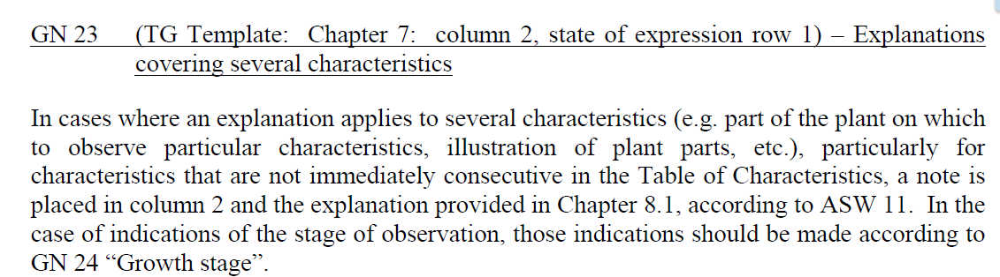 GN 23 (TG Template: Chapter 7: column 2, state of expression row 1) – Explanations
covering several characteristics
In cases where an explanation applies to several characteristics (e.g. part of the plant on which
to observe particular characteristics, illustration of plant parts, etc.), particularly for
characteristics that are not immediately consecutive in the Table of Characteristics, a note is
placed in column 2 and the explanation provided in Chapter 8.1, according to ASW 11. In the
case of indications of the stage of observation, those indications should be made according to
GN 24 “Growth stage”.